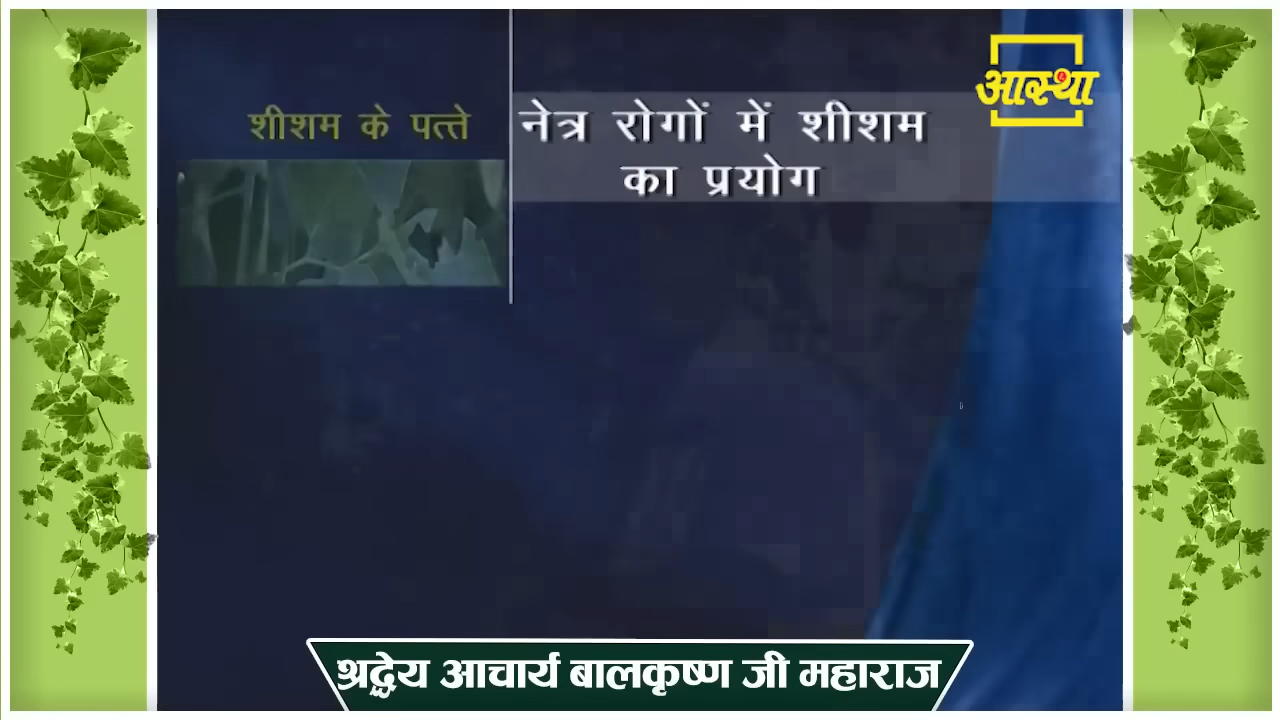 आस्था
शीशम के पत्ते
नेत्र रोगों में शीशम
का प्रयोग
श्रद्धेय आचार्य बालकृष्ण जी महाराज